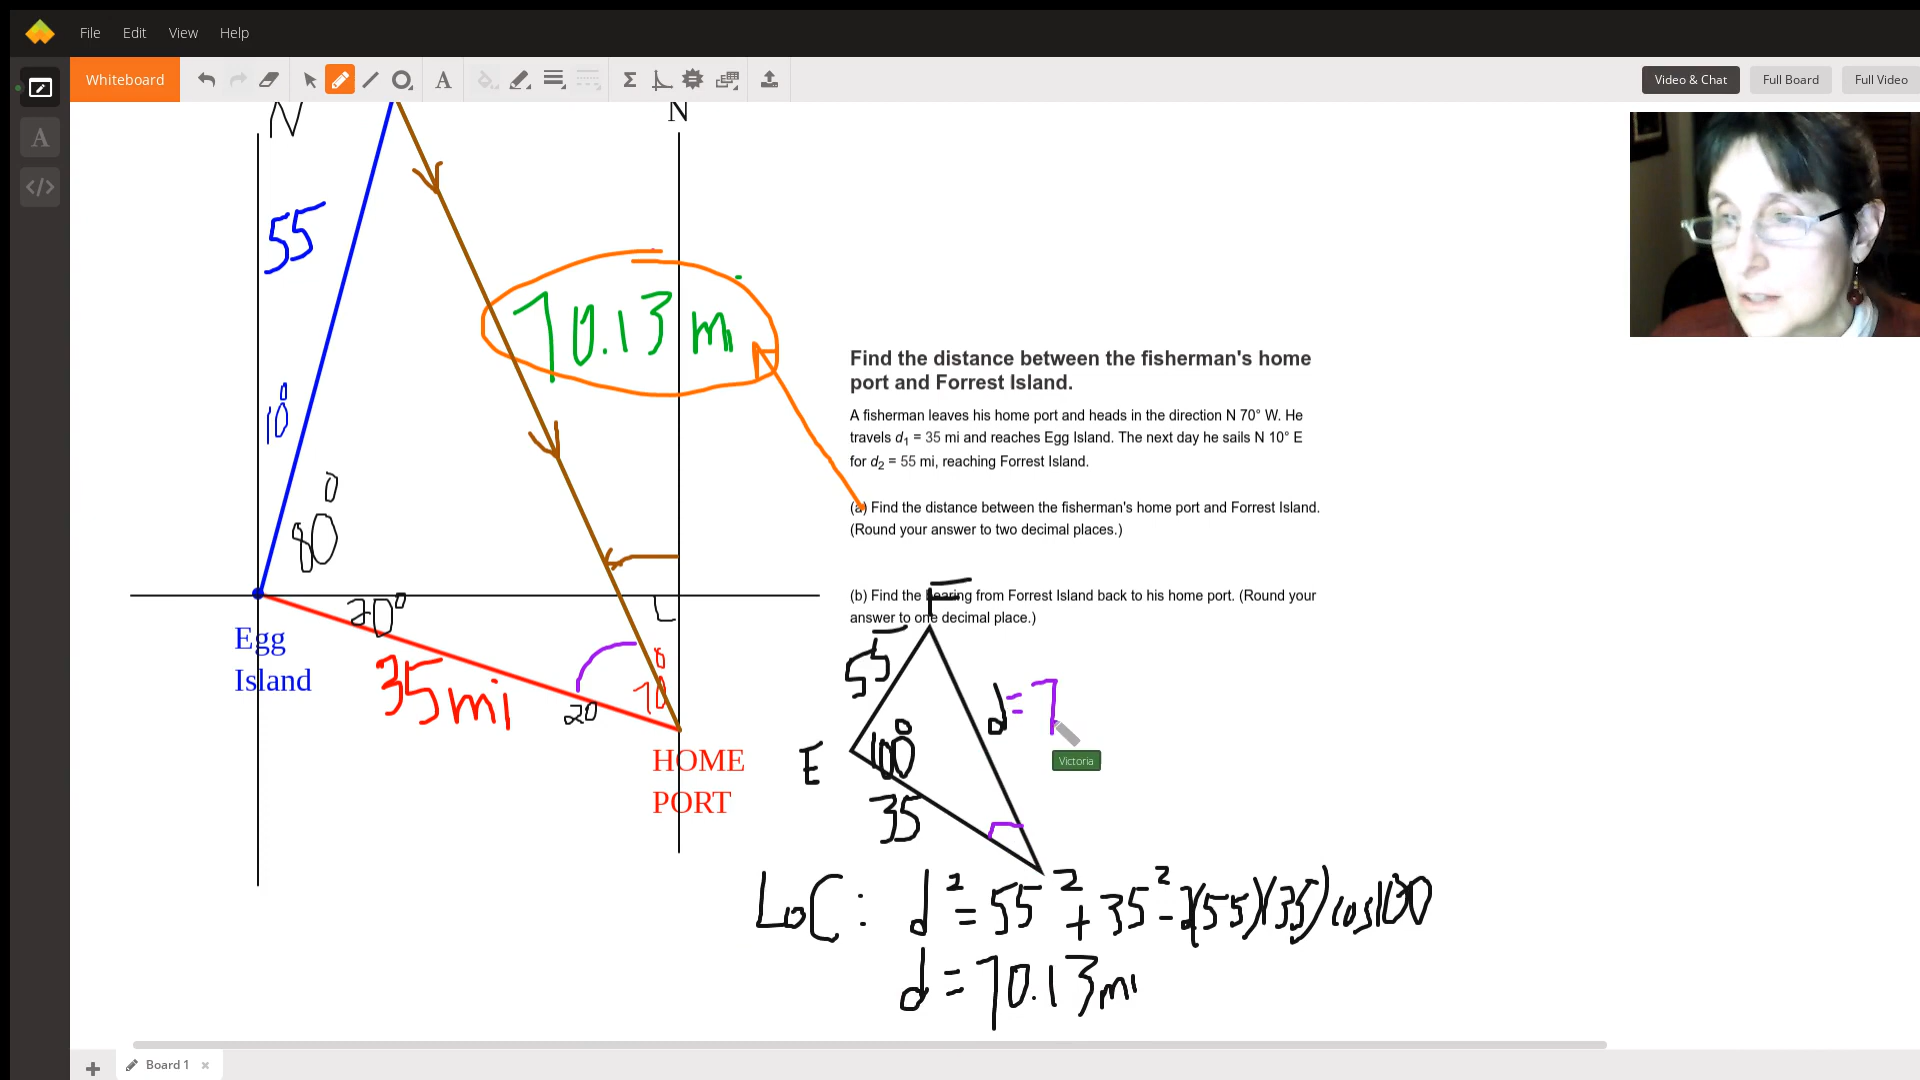 File Edit View Help
Whiteboard
Video & Chat Full Board Full Video
N
N
55
70.13 mi
10°
80°
20°
Egg
Island
35 mi
70°
20
HOME
PORT
Find the distance between the fisherman's home
port and Forrest Island.
A fisherman leaves his home port and heads in the direction N 70° W. He
travels d1 = 35 mi and reaches Egg Island. The next day he sails N 10° E
for d2 = 55 mi, reaching Forrest Island.
(a) Find the distance between the fisherman's home port and Forrest Island.
(Round your answer to two decimal places.)
(b) Find the bearing from Forrest Island back to his home port. (Round your
answer to one decimal place.)
F
55
d = 7
Victoria
E
100°
35
LoC: d² = 55² + 35² - 2(55)(35) cos 100
d = 70.13 mi
Board 1